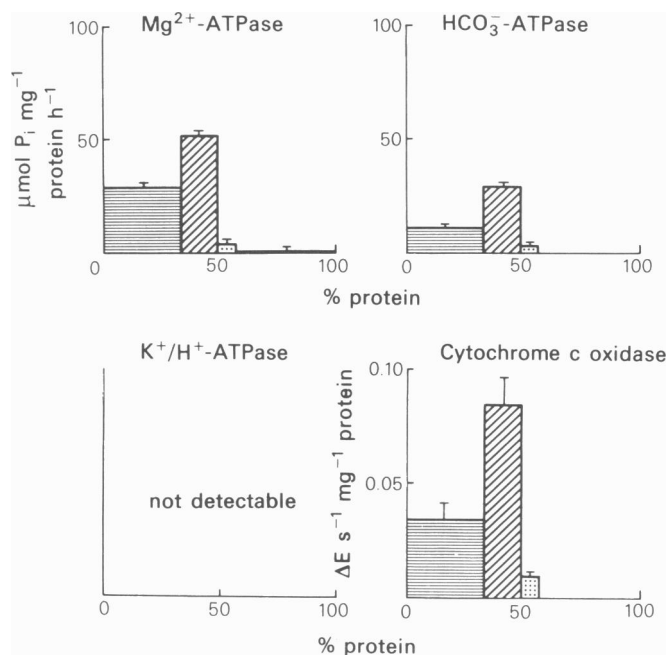 Mg²⁺-ATPase
HCO₃⁻-ATPase
μmol Pᵢ mg⁻¹
protein h⁻¹
100
50
0
50
100
% protein
100
50
0
50
100
% protein
K⁺/H⁺-ATPase
not detectable
0
50
100
% protein
Cytochrome c oxidase
ΔE s⁻¹ mg⁻¹ protein
0.10
0.05
0
50
100
% protein